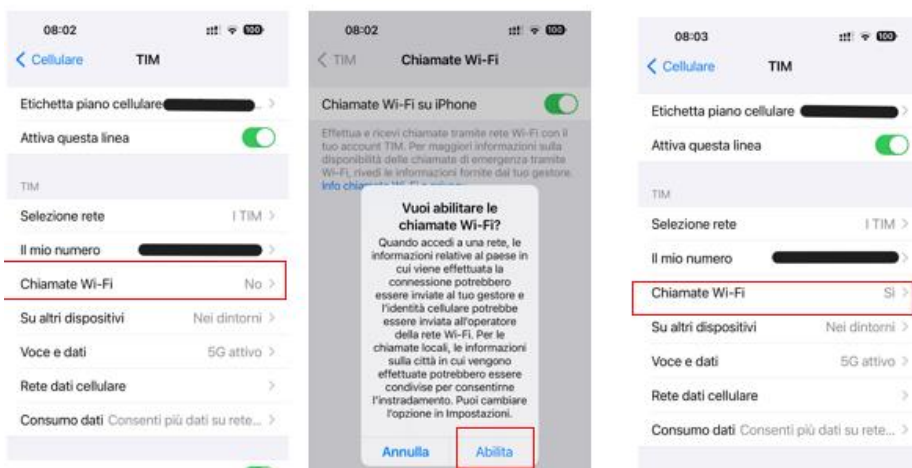 08:02
100
Cellulare TIM
Etichetta piano cellulare
Attiva questa linea
TIM
Selezione rete I TIM
Il mio numero
Chiamate Wi-Fi No
Su altri dispositivi Nei dintorni
Voce e dati 5G attivo
Rete dati cellulare
Consumo dati Consenti più dati su rete...
08:02
100
TIM Chiamate Wi-Fi
Chiamate Wi-Fi su iPhone
Effettua e ricevi chiamate tramite rete Wi-Fi con il
tuo account TIM. Per maggiori informazioni sulla
disponibilità delle chiamate di emergenza tramite
Wi-Fi, rivedi le informazioni fornite dal tuo gestore.
Info chiamate Wi-Fi e privacy
Vuoi abilitare le
chiamate Wi-Fi?
Quando accedi a una rete, le
informazioni relative al paese in
cui viene effettuata la
connessione potrebbero
essere inviate al tuo gestore e
l'identità cellulare potrebbe
essere inviata all'operatore
della rete Wi-Fi. Per le
chiamate locali, le informazioni
sulla città in cui vengono
effettuate potrebbero essere
condivise per consentirne
l'instradamento. Puoi cambiare
l'opzione in Impostazioni.
Annulla Abilita
08:03
100
Cellulare TIM
Etichetta piano cellulare
Attiva questa linea
TIM
Selezione rete I TIM
Il mio numero
Chiamate Wi-Fi Sì
Su altri dispositivi Nei dintorni
Voce e dati 5G attivo
Rete dati cellulare
Consumo dati Consenti più dati su rete...